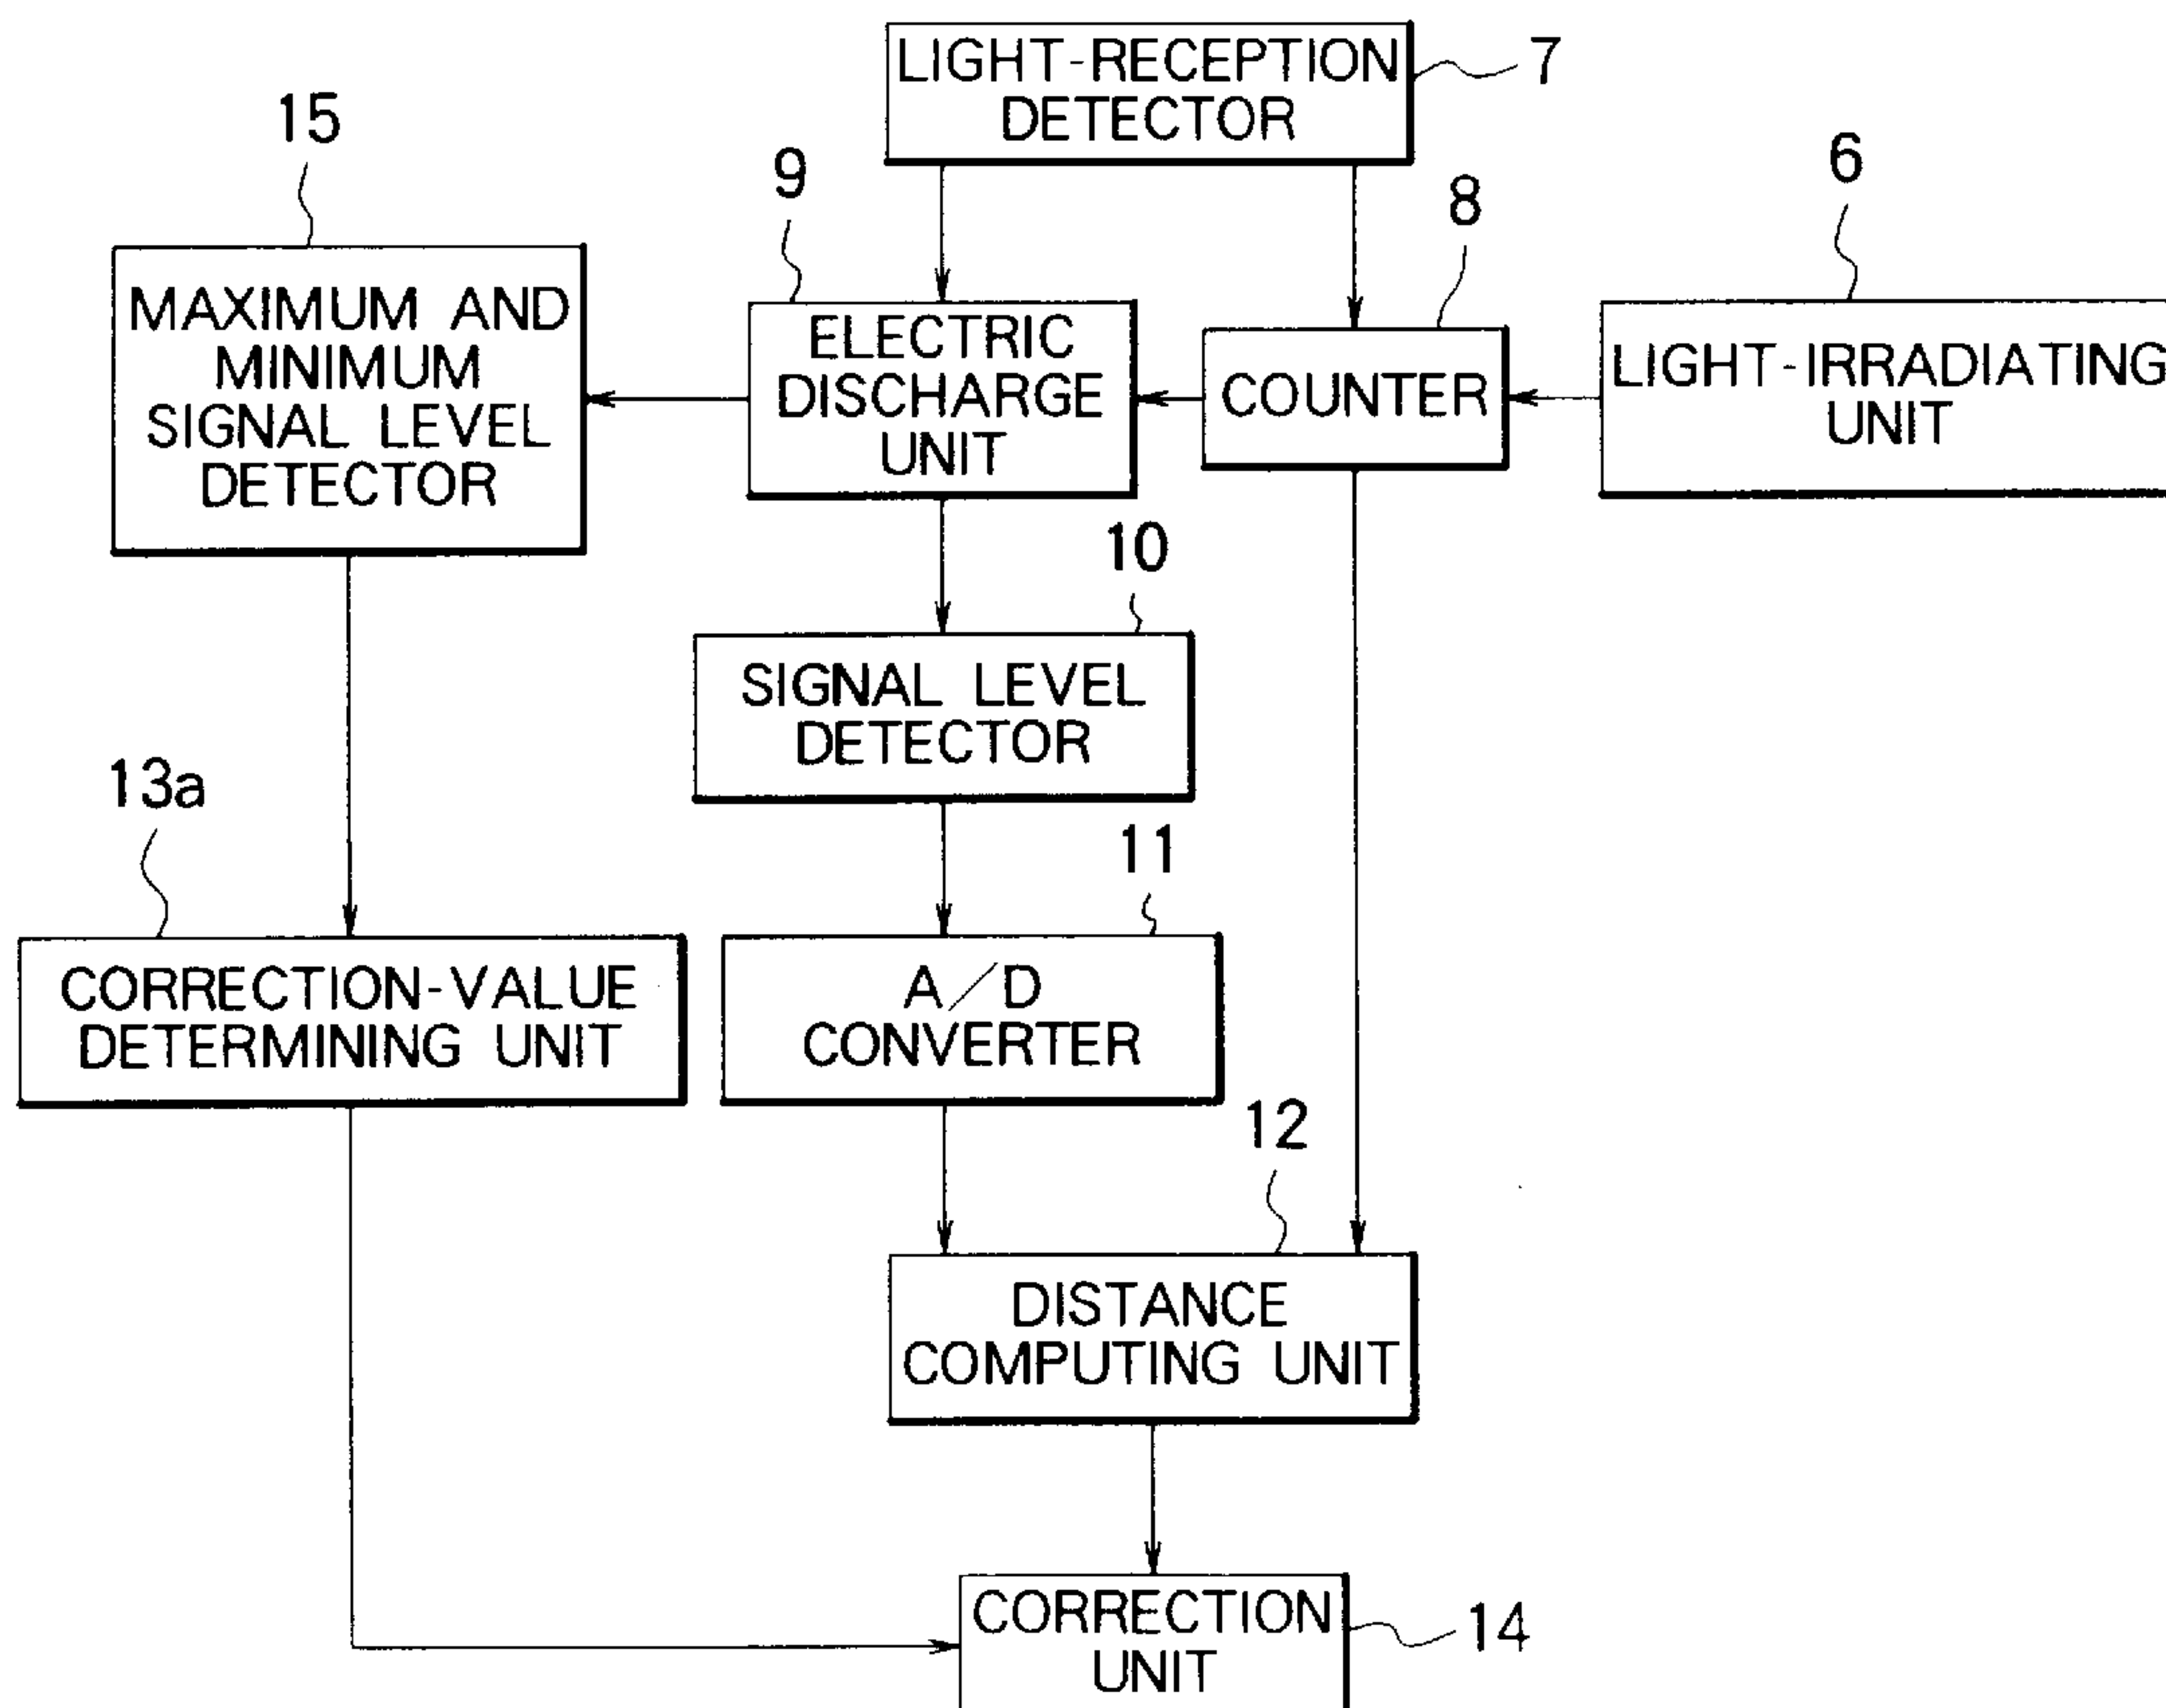 LIGHT-RECEPTION
DETECTOR
7
15
9
8
6
MAXIMUM AND
MINIMUM
SIGNAL LEVEL
DETECTOR
ELECTRIC
DISCHARGE
UNIT
COUNTER
LIGHT-IRRADIATING
UNIT
10
SIGNAL LEVEL
DETECTOR
13a
11
CORRECTION-VALUE
DETERMINING UNIT
A/D
CONVERTER
12
DISTANCE
COMPUTING UNIT
CORRECTION
UNIT
14